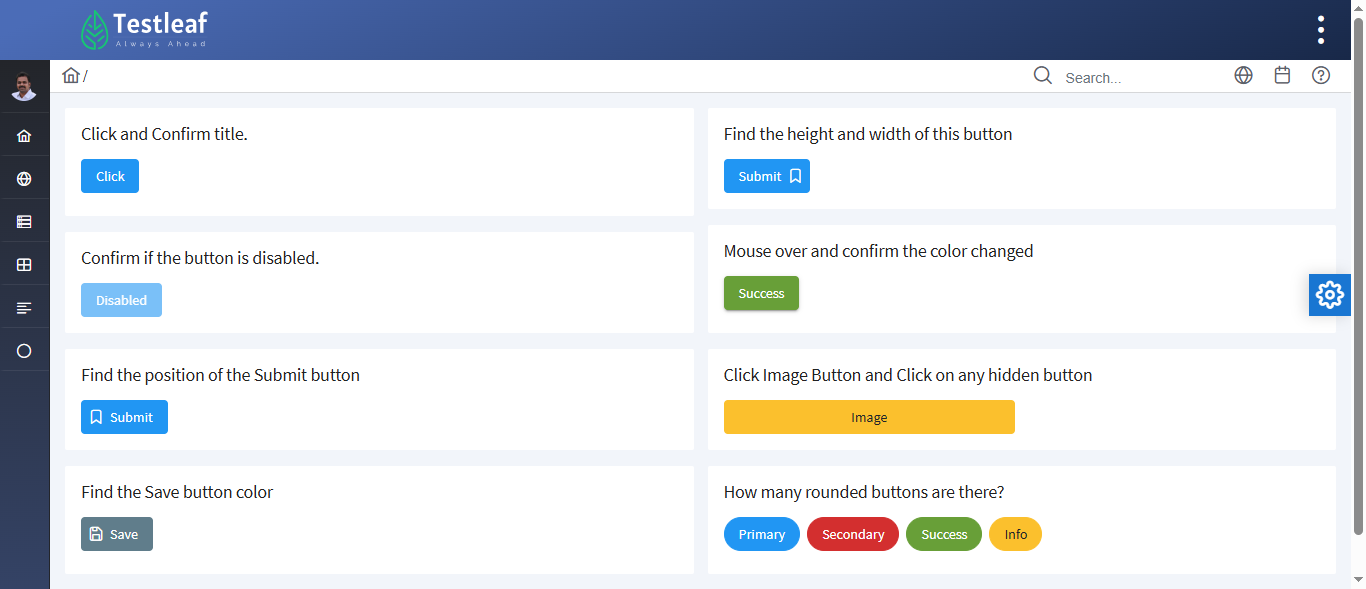 Testleaf
Always Ahead
/
Search...
Click and Confirm title.
Click
Confirm if the button is disabled.
Disabled
Find the position of the Submit button
Submit
Find the Save button color
Save
Find the height and width of this button
Submit
Mouse over and confirm the color changed
Success
Click Image Button and Click on any hidden button
Image
How many rounded buttons are there?
Primary Secondary Success Info